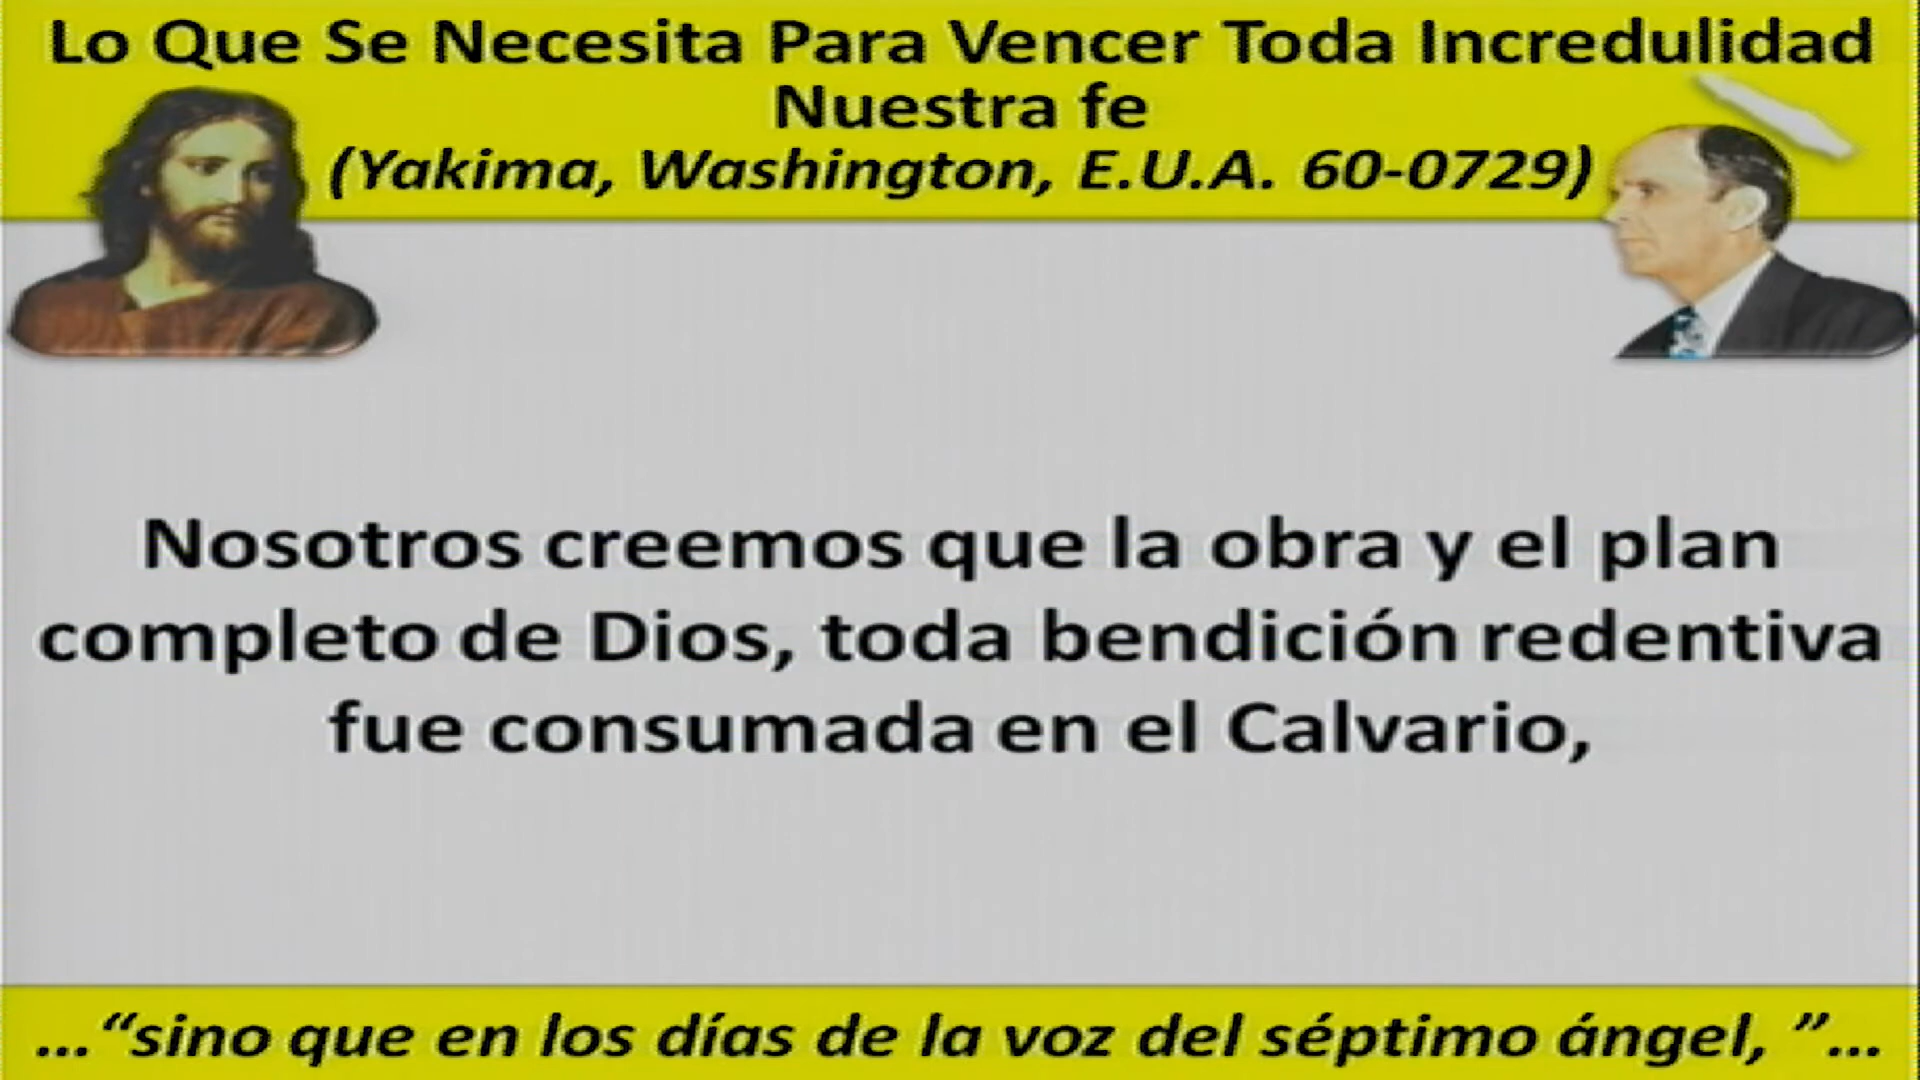 Lo Que Se Necesita Para Vencer Toda Incredulidad
Nuestra fe
(Yakima, Washington, E.U.A. 60-0729)
Nosotros creemos que la obra y el plan
completo de Dios, toda bendición redentiva
fue consumada en el Calvario,
..."sino que en los días de la voz del séptimo ángel, "...